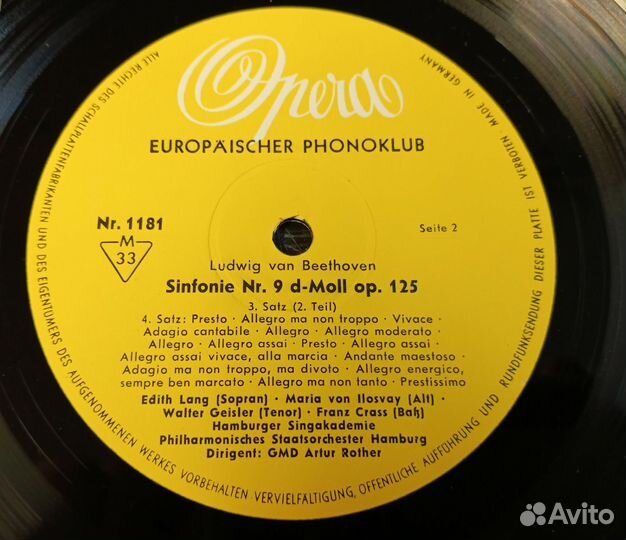 Opera
EUROPÄISCHER PHONOKLUB
Nr. 1181
M
33
Seite 2
Ludwig van Beethoven
Sinfonie Nr. 9 d-Moll op. 125
3. Satz (2. Teil)
4. Satz: Presto · Allegro ma non troppo · Vivace ·
Adagio cantabile · Allegro · Allegro moderato ·
Allegro · Allegro assai · Presto · Allegro assai ·
Allegro assai vivace, alla marcia · Andante maestoso ·
Adagio ma non troppo, ma divoto · Allegro energico,
sempre ben marcato · Allegro ma non tanto · Prestissimo
Edith Lang (Sopran) · Maria von Ilosvay (Alt) ·
Walter Geisler (Tenor) · Franz Crass (Baß)
Hamburger Singakademie
Philharmonisches Staatsorchester Hamburg
Dirigent: GMD Artur Rother
ALLE RECHTE DES SCHALLPLATTENFABRIKANTEN UND DES EIGENTÜMERS DES AUFGENOMMENEN WERKES VORBEHALTEN · VERVIELFÄLTIGUNG, ÖFFENTLICHE AUFFÜHRUNG UND RUNDFUNKSENDUNG DIESER PLATTE IST VERBOTEN · MADE IN GERMANY
Avito